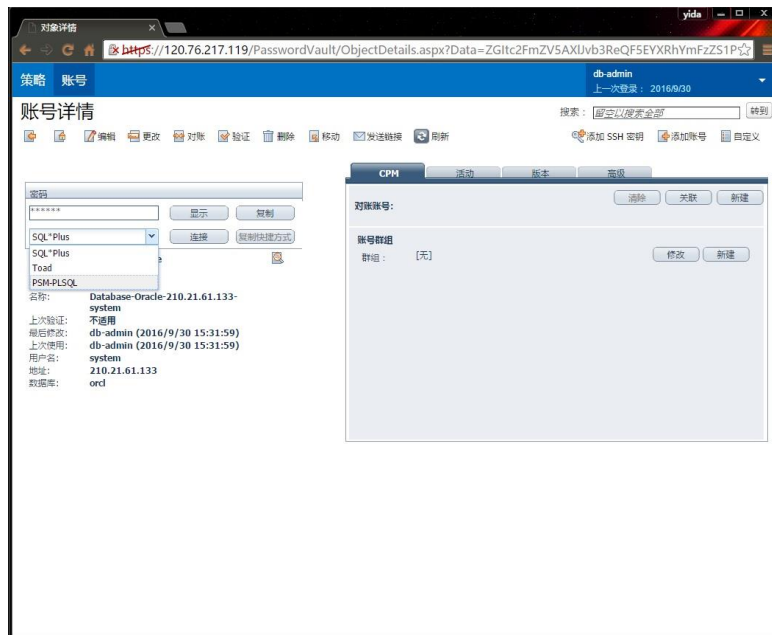 对象详情
yida
https://120.76.217.119/PasswordVault/ObjectDetails.aspx?Data=ZGItc2FmZV5AXlJvb3ReQF5EYXRhYmFzZS1P
策略 账号
db-admin
上一次登录： 2016/9/30
账号详情
搜索： 留空以搜索全部 转到
编辑 更改 对账 验证 删除 移动 发送链接 刷新 添加 SSH 密钥 添加账号 自定义
CPM 活动 版本 高级
密码
****** 显示 复制
对账账号: 清除 关联 新建
SQL*Plus 连接 复制快捷方式
SQL*Plus
Toad
PSM-PLSQL
账号群组
群组： [无] 修改 新建
名称: Database-Oracle-210.21.61.133-
system
上次验证: 不适用
最后修改: db-admin (2016/9/30 15:31:59)
上次使用: db-admin (2016/9/30 15:31:59)
用户名: system
地址: 210.21.61.133
数据库: orcl